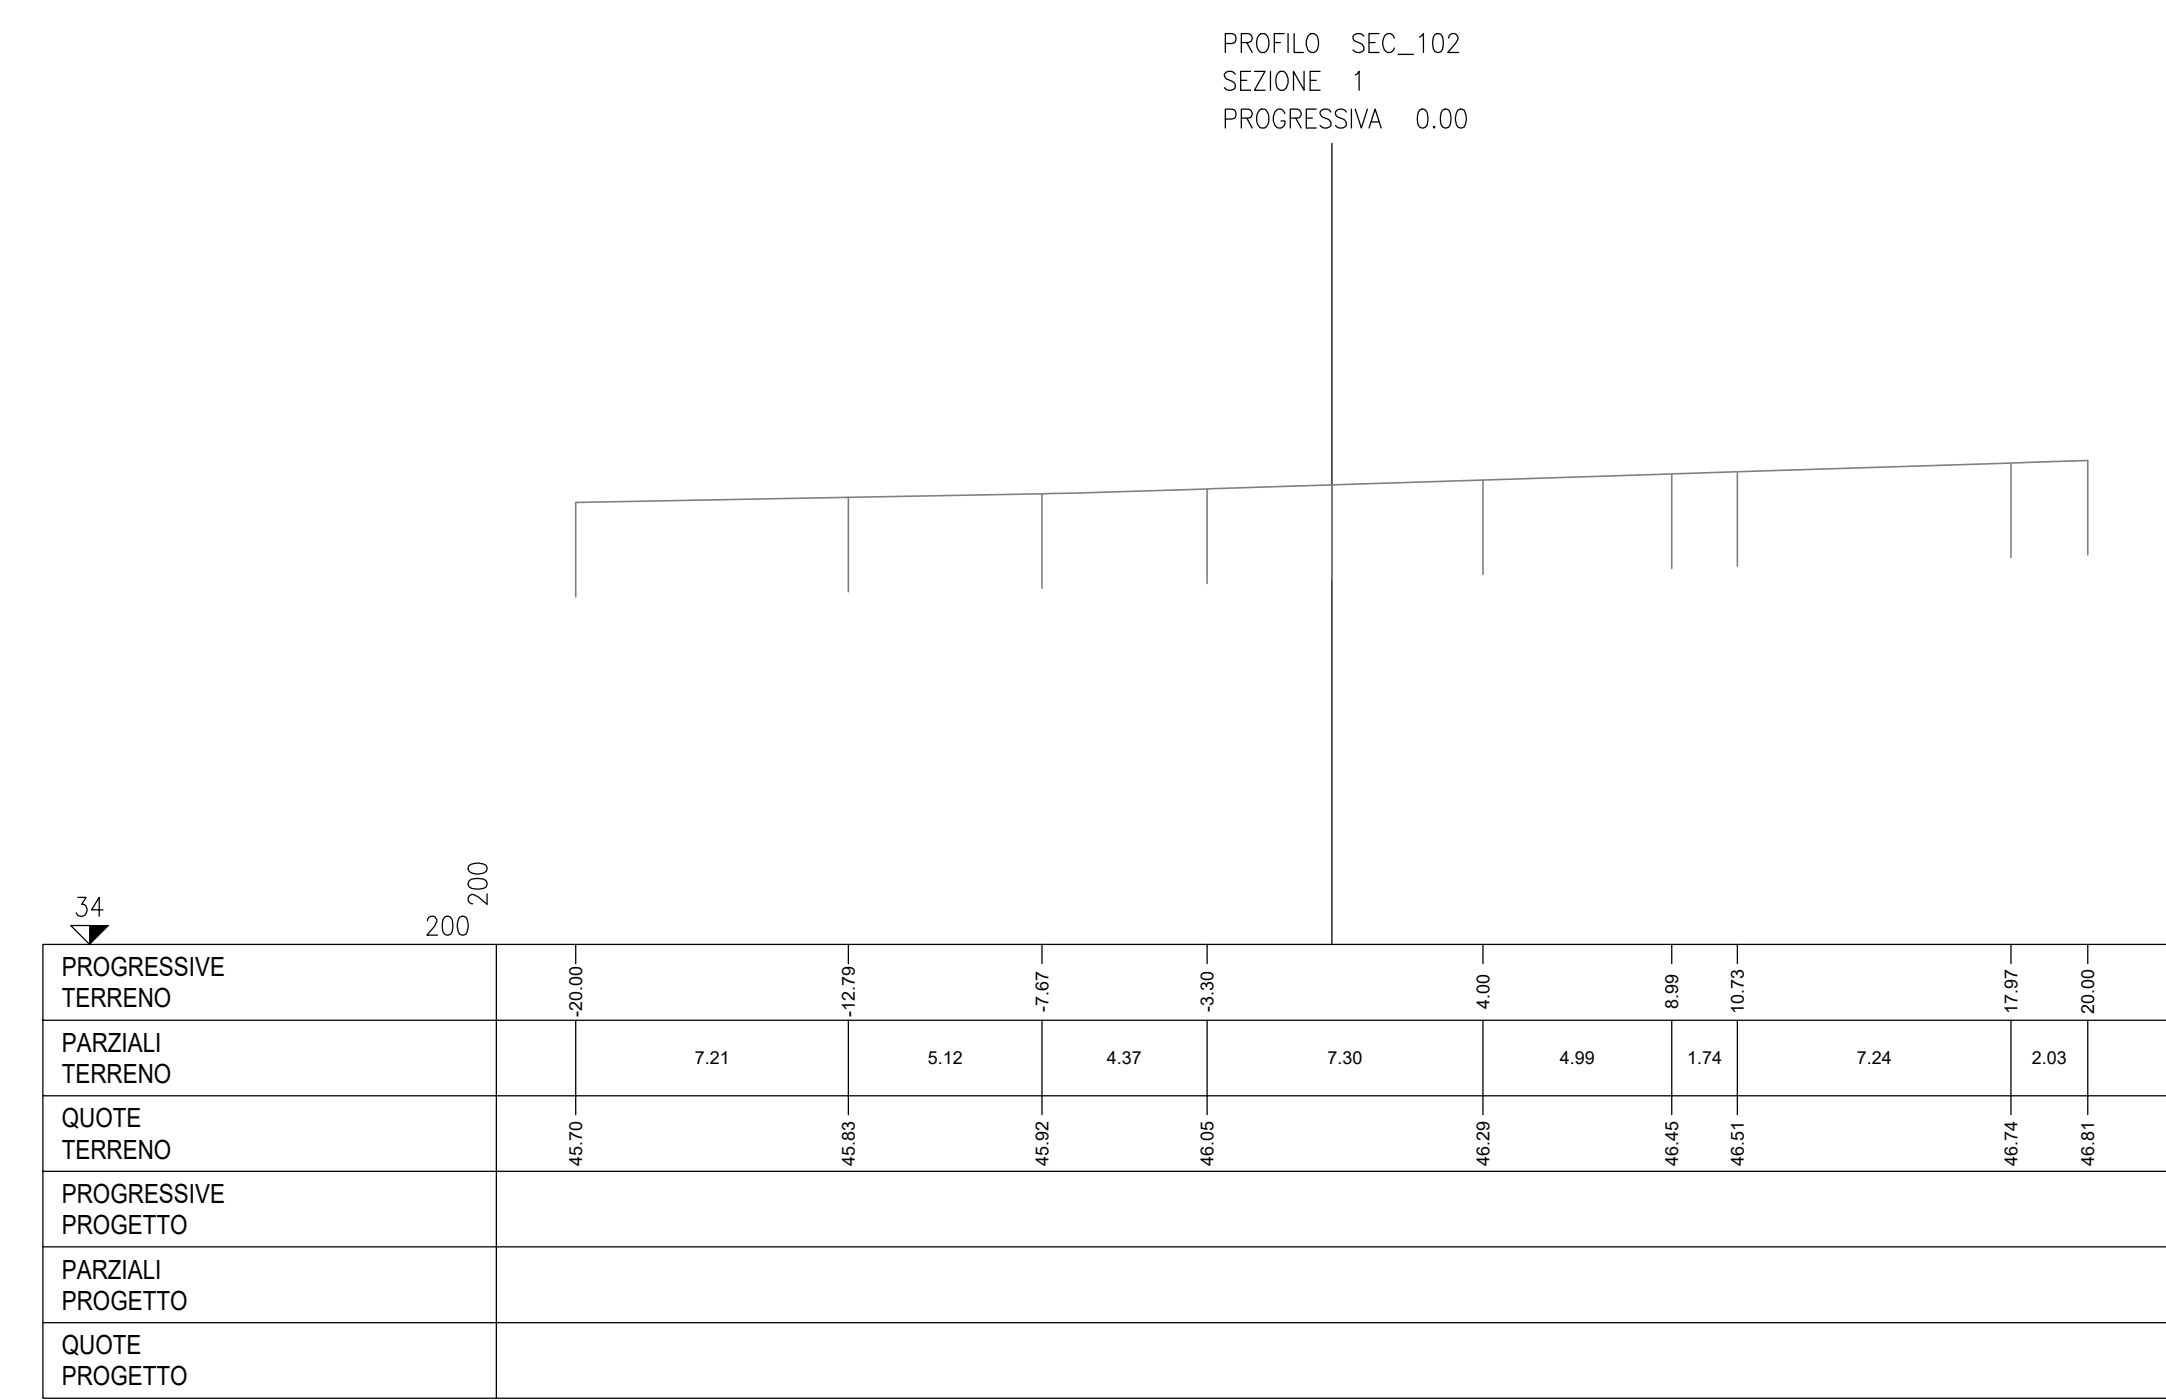 PROFILO SEC_102
SEZIONE 1
PROGRESSIVA 0.00
200
34
200
PROGRESSIVE
TERRENO
-20.00 -12.79 -7.67 -3.30 4.00 8.99 10.73 17.97 20.00
PARZIALI
TERRENO
7.21 5.12 4.37 7.30 4.99 1.74 7.24 2.03
QUOTE
TERRENO
45.70 45.83 45.92 46.05 46.29 46.45 46.51 46.74 46.81
PROGRESSIVE
PROGETTO
PARZIALI
PROGETTO
QUOTE
PROGETTO